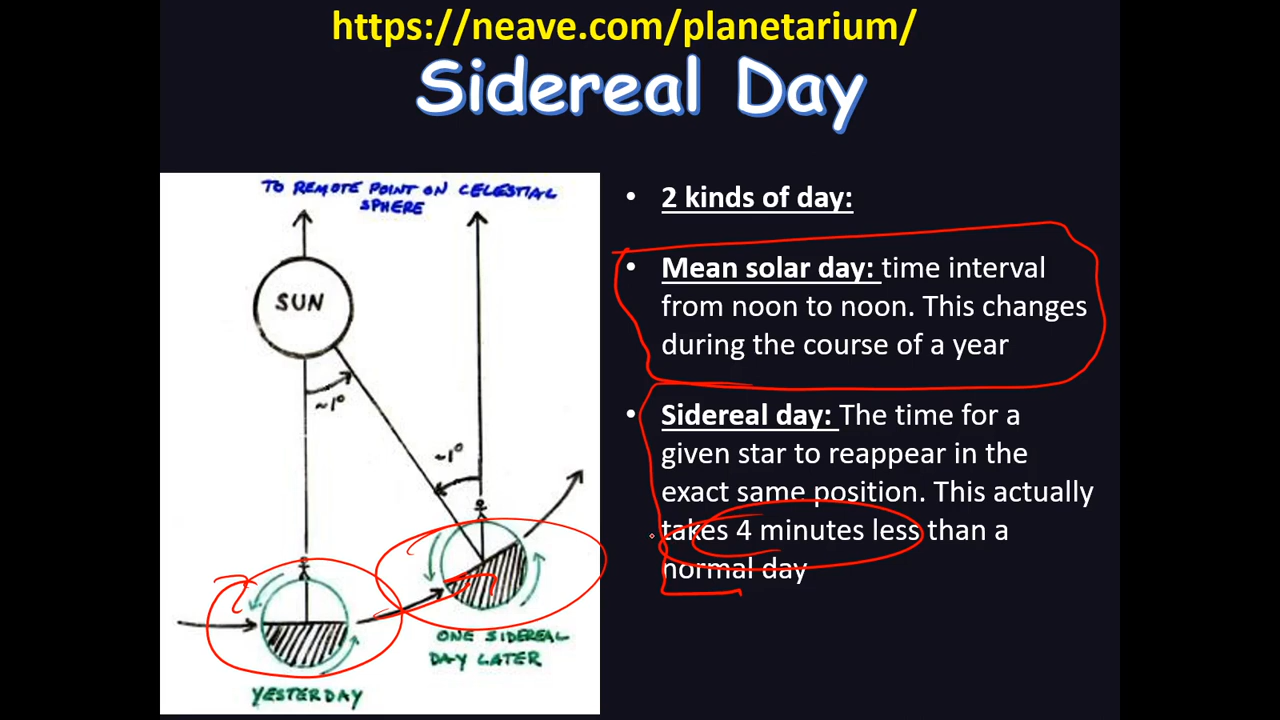 https://neave.com/planetarium/
Sidereal Day
TO REMOTE POINT ON CELESTIAL
SPHERE
SUN
~1°
~1°
ONE SIDEREAL
DAY LATER
YESTERDAY
• 2 kinds of day:
• Mean solar day: time interval
from noon to noon. This changes
during the course of a year
• Sidereal day: The time for a
given star to reappear in the
exact same position. This actually
takes 4 minutes less than a
normal day